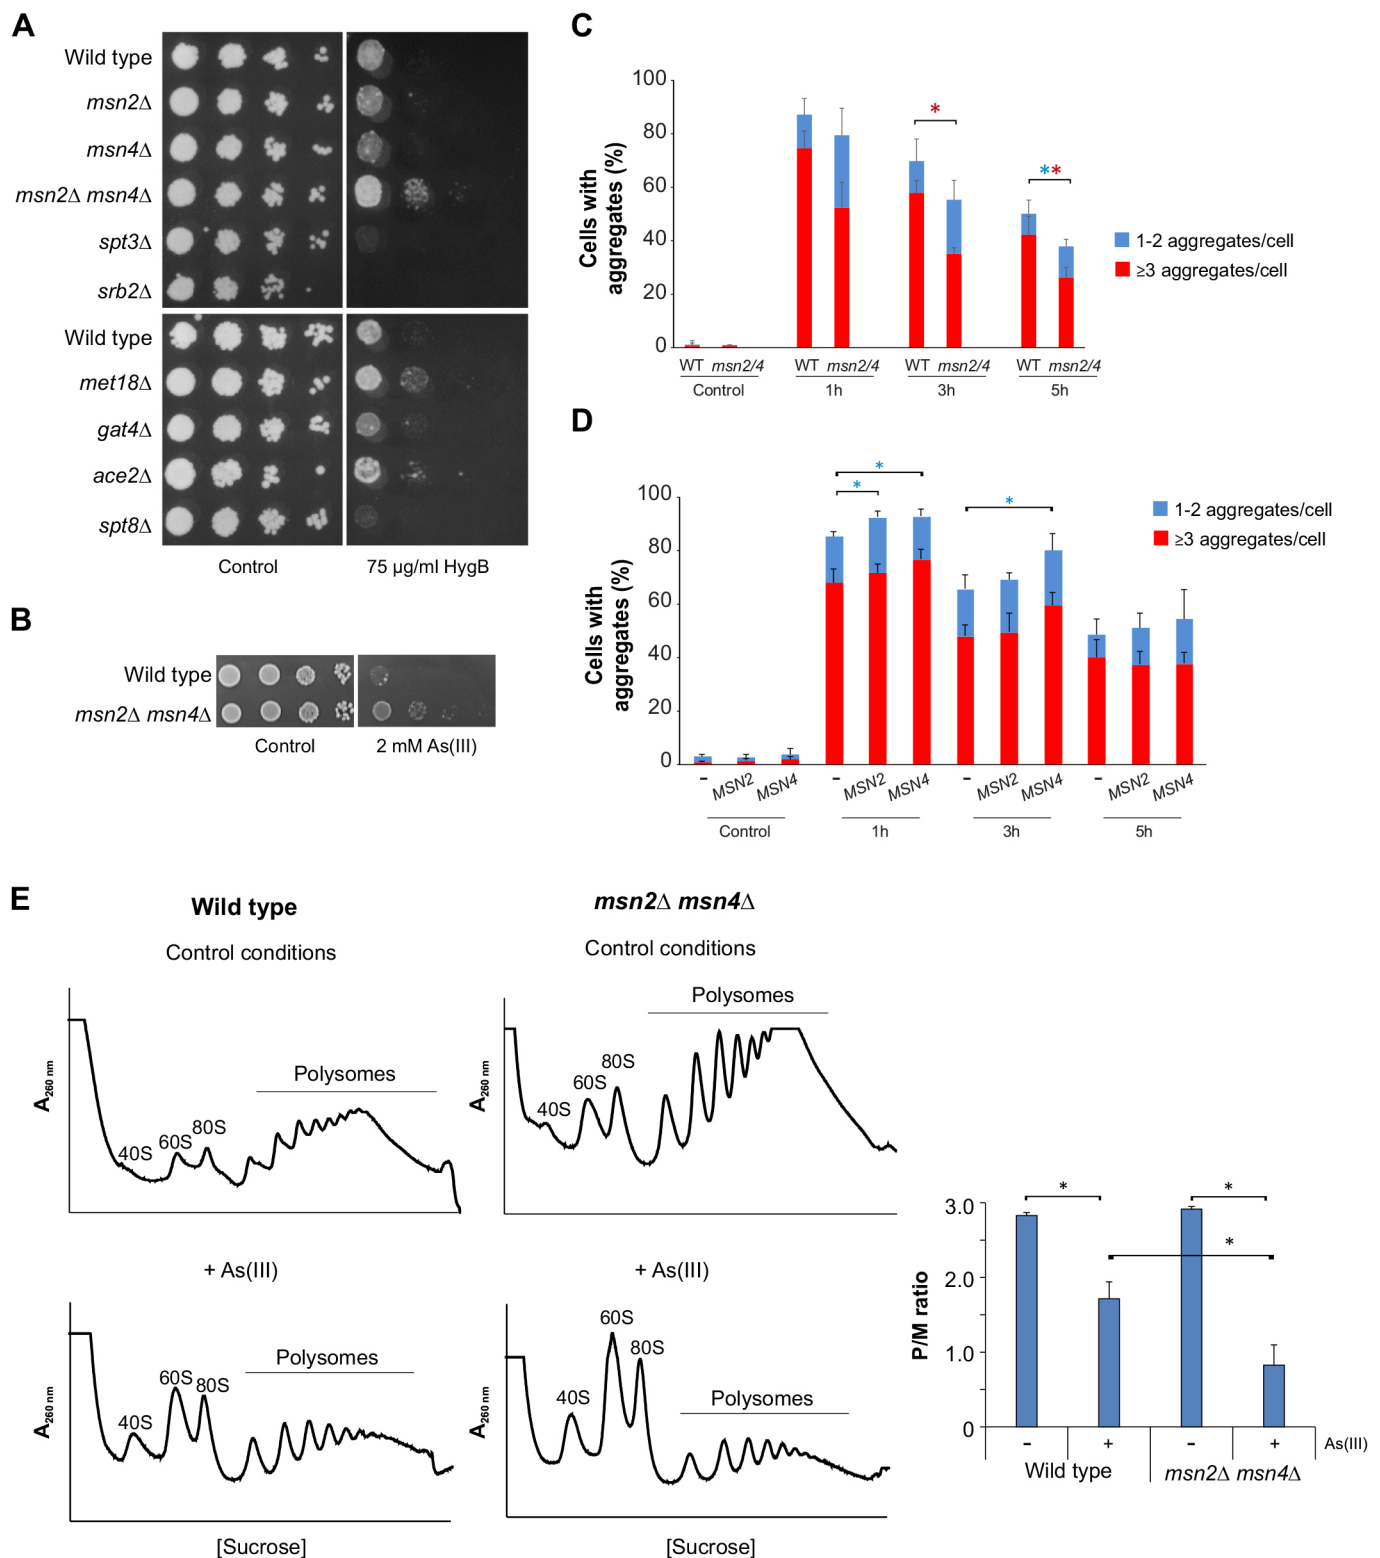 A
Wild type
msn2Δ
msn4Δ
msn2Δ msn4Δ
spt3Δ
srb2Δ
Wild type
met18Δ
gat4Δ
ace2Δ
spt8Δ
Control
75 µg/ml HygB
B
Wild type
msn2Δ msn4Δ
Control
2 mM As(III)
C
Cells with
aggregates (%)
100
80
60
40
20
0
*
**
1-2 aggregates/cell
≥3 aggregates/cell
WT msn2/4 WT msn2/4 WT msn2/4 WT msn2/4
Control 1h 3h 5h
D
Cells with
aggregates (%)
100
80
60
40
20
0
*
*
*
1-2 aggregates/cell
≥3 aggregates/cell
- MSN2 MSN4 - MSN2 MSN4 - MSN2 MSN4 - MSN2 MSN4
Control 1h 3h 5h
E
Wild type
Control conditions
A260 nm
40S
60S
80S
Polysomes
msn2Δ msn4Δ
Control conditions
A260 nm
40S
60S
80S
Polysomes
+ As(III)
A260 nm
40S
60S
80S
Polysomes
[Sucrose]
+ As(III)
A260 nm
40S
60S
80S
Polysomes
[Sucrose]
P/M ratio
3.0
2.0
1.0
0
*
*
*
- + - + As(III)
Wild type msn2Δ msn4Δ